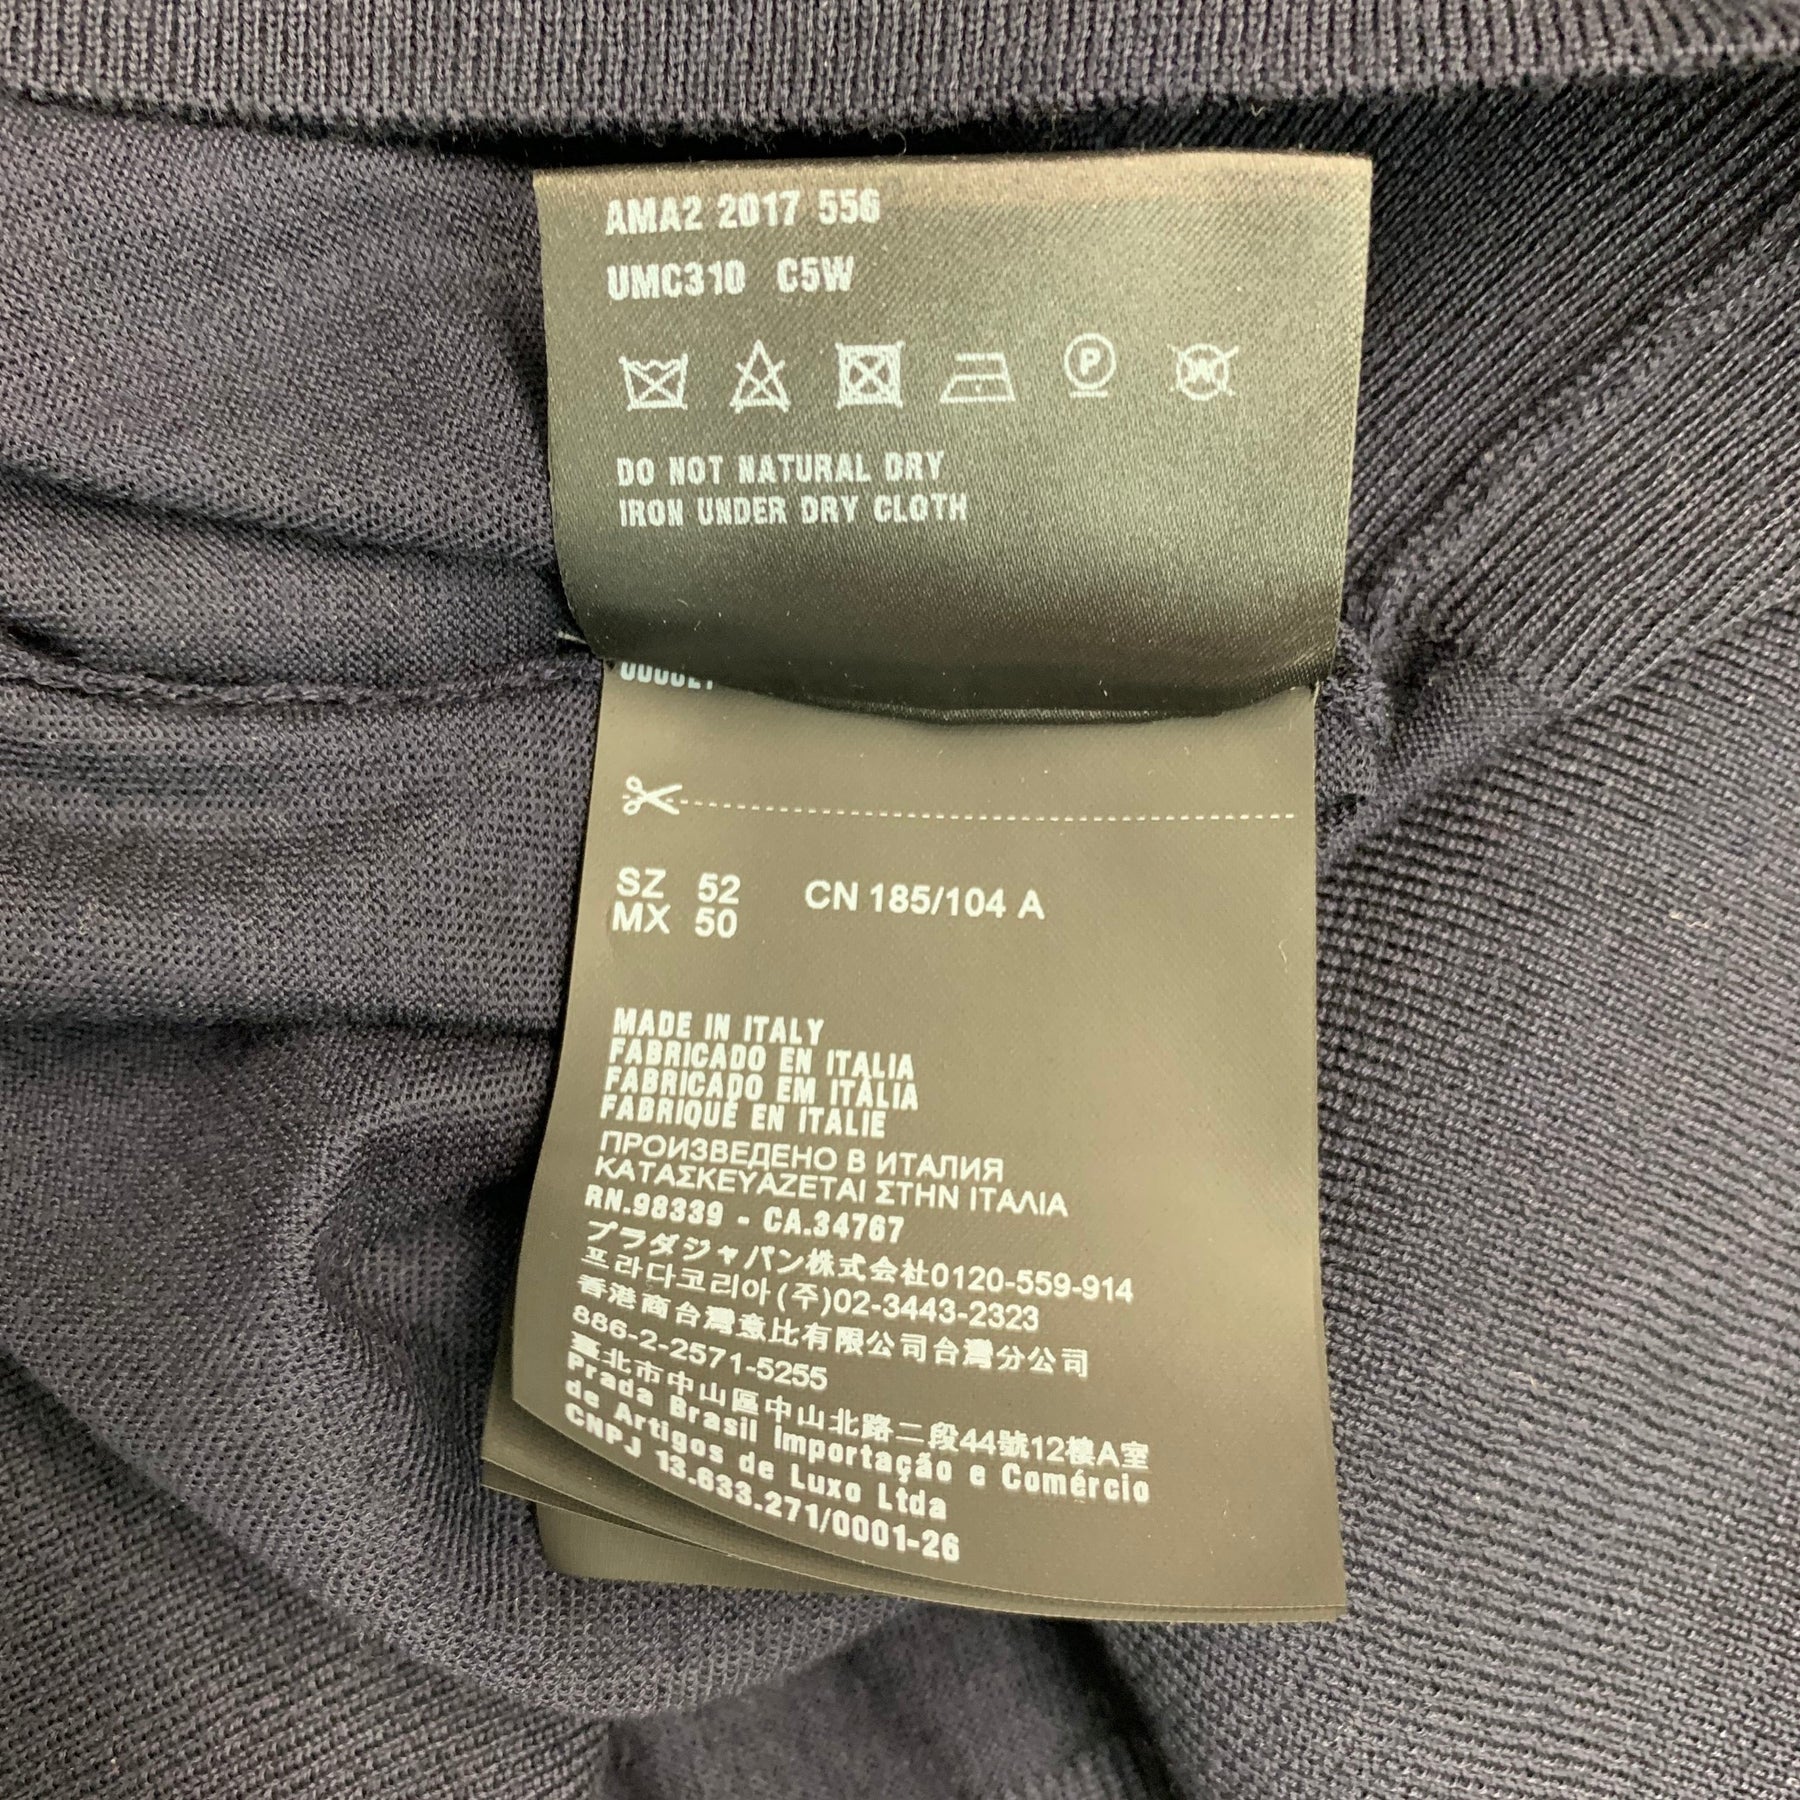 AMA2 2017 556
UMC310 C5W
P
W
DO NOT NATURAL DRY
IRON UNDER DRY CLOTH
SZ 52 CN 185/104 A
MX 50
MADE IN ITALY
FABRICADO EN ITALIA
FABRICADO EM ITÁLIA
FABRIQUÉ EN ITALIE
ПРОИЗВЕДЕНО В ИТАЛИЯ
ΚΑΤΑΣΚΕΥΑΖΕΤΑΙ ΣΤΗΝ ΙΤΑΛΙΑ
RN.98339 - CA.34767
プラダジャパン株式会社0120-559-914
프라다코리아(주)02-3443-2323
香港商台灣意比有限公司台灣分公司
886-2-2571-5255
臺北市中山區中山北路二段44號12樓A室
Prada Brasil Importação e Comércio
de Artigos de Luxo Ltda
CNPJ 13.633.271/0001-26